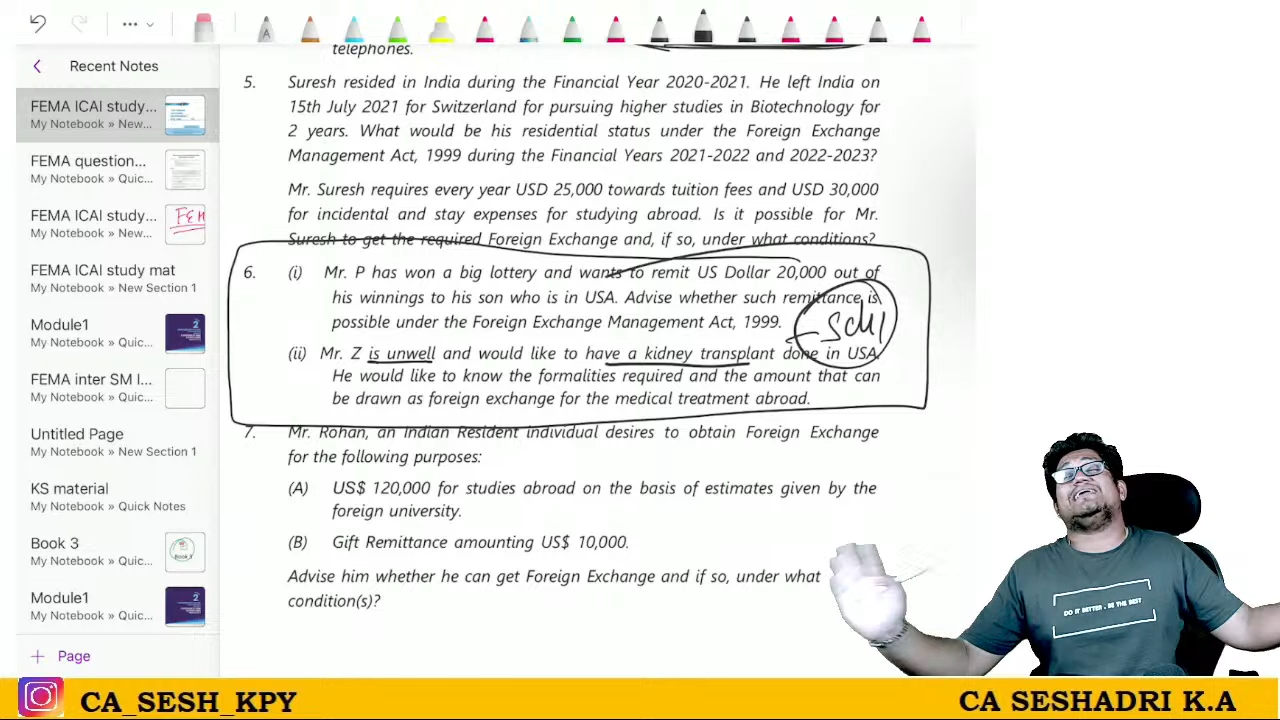 A
telephones.
Recent Notes
FEMA ICAI study...
My Notebook » New...
FEMA question...
My Notebook » Quic...
FEMA ICAI study...
My Notebook » New...
FEM
FEMA ICAI study mat
My Notebook » New Section 1
Module1
My Notebook » Quic...
2
FEMA inter SM I...
My Notebook » Quic...
Untitled Page
My Notebook » New Section 1
KS material
My Notebook » Quick Notes
Book 3
My Notebook » Quic...
Book 3
Module1
My Notebook » Quic...
2
+ Page
5. Suresh resided in India during the Financial Year 2020-2021. He left India on
15th July 2021 for Switzerland for pursuing higher studies in Biotechnology for
2 years. What would be his residential status under the Foreign Exchange
Management Act, 1999 during the Financial Years 2021-2022 and 2022-2023?
Mr. Suresh requires every year USD 25,000 towards tuition fees and USD 30,000
for incidental and stay expenses for studying abroad. Is it possible for Mr.
Suresh to get the required Foreign Exchange and, if so, under what conditions?
6. (i) Mr. P has won a big lottery and wants to remit US Dollar 20,000 out of
his winnings to his son who is in USA. Advise whether such remittance is
possible under the Foreign Exchange Management Act, 1999.
Sch1
(ii) Mr. Z is unwell and would like to have a kidney transplant done in USA.
He would like to know the formalities required and the amount that can
be drawn as foreign exchange for the medical treatment abroad.
7. Mr. Rohan, an Indian Resident individual desires to obtain Foreign Exchange
for the following purposes:
(A) US$ 120,000 for studies abroad on the basis of estimates given by the
foreign university.
(B) Gift Remittance amounting US$ 10,000.
Advise him whether he can get Foreign Exchange and if so, under what
condition(s)?
DO IT BETTER . BE THE BEST
CA_SESH_KPY
CA SESHADRI K.A